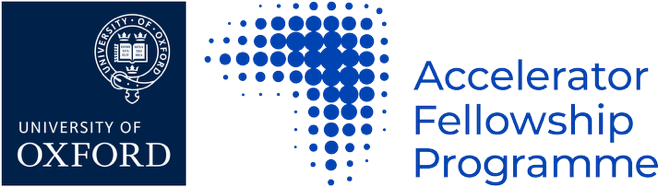 UNIVERSITY OF OXFORD
UNIVERSITY OF
OXFORD
Accelerator
Fellowship
Programme